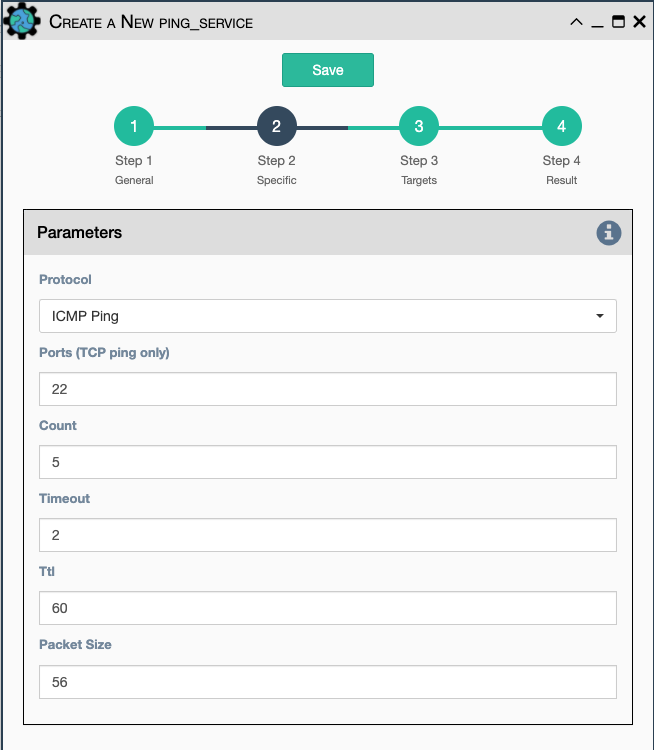 Create a New ping_service
Save
1 2 3 4
Step 1 Step 2 Step 3 Step 4
General Specific Targets Result
Parameters
Protocol
ICMP Ping
Ports (TCP ping only)
22
Count
5
Timeout
2
Ttl
60
Packet Size
56